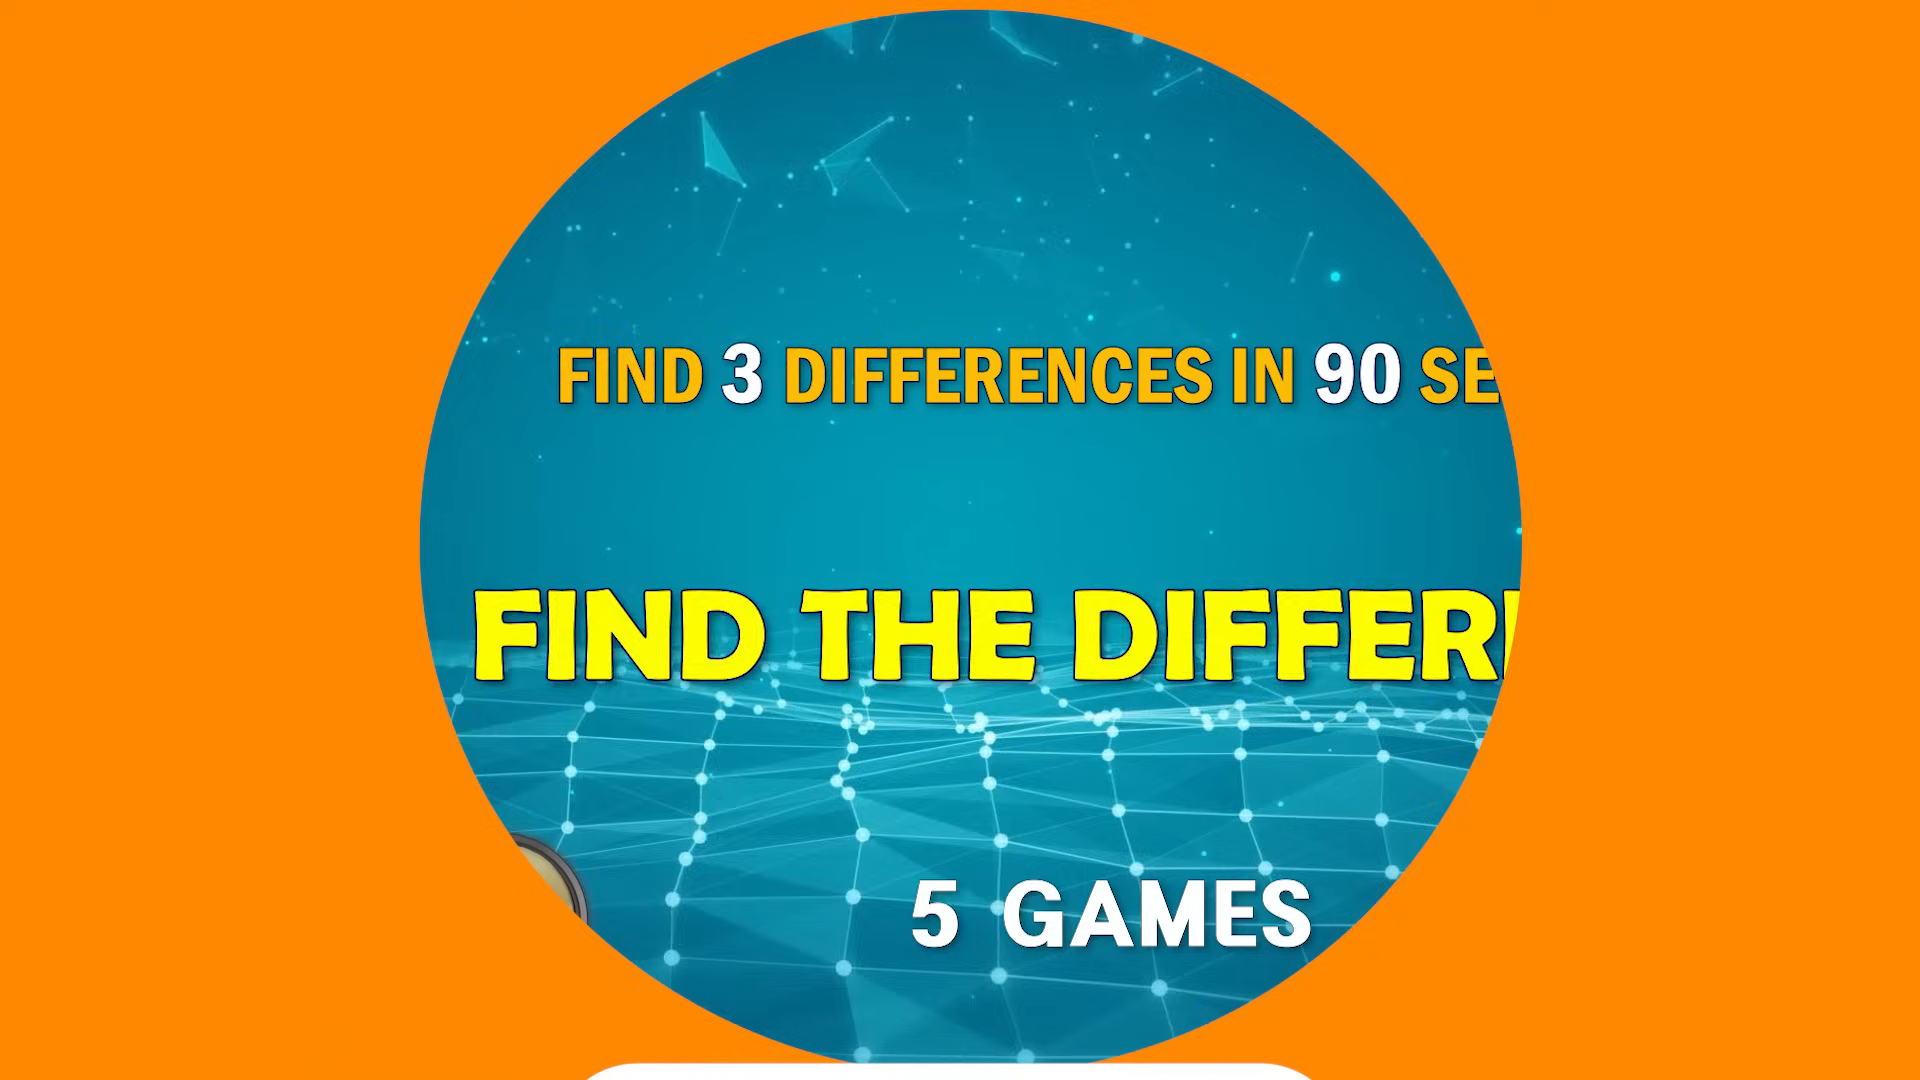 FIND 3 DIFFERENCES IN 90 SE
FIND THE DIFFER
5 GAMES